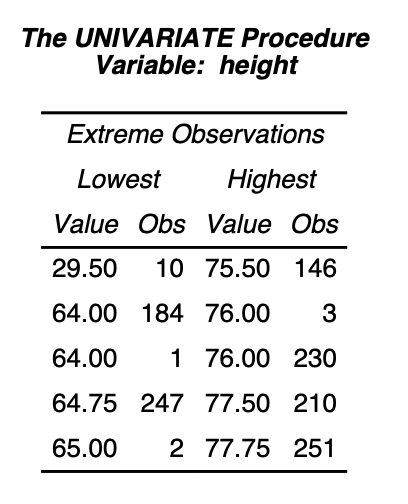 The UNIVARIATE Procedure
Variable: height
Extreme Observations
Lowest Highest
Value Obs Value Obs
29.50 10 75.50 146
64.00 184 76.00 3
64.00 1 76.00 230
64.75 247 77.50 210
65.00 2 77.75 251